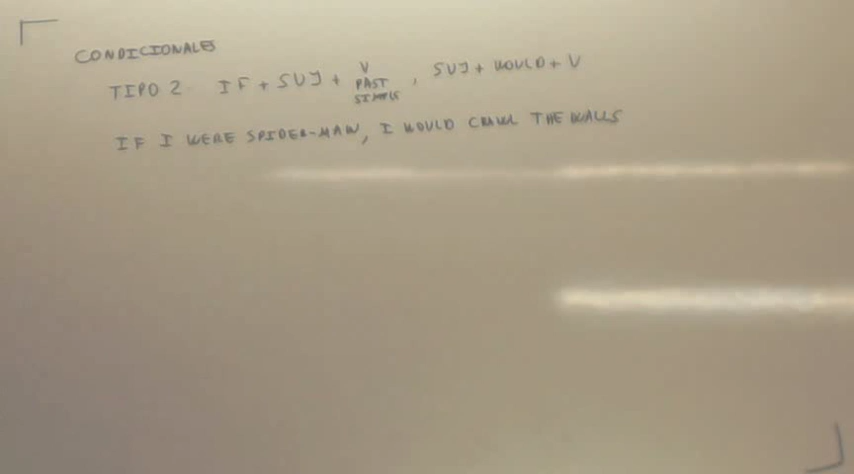 CONDICIONALES
TIPO 2 IF + SUJ + V PAST SIMPLE, SUJ + WOULD + V
IF I WERE SPIDER-MAN, I WOULD CRAWL THE WALLS